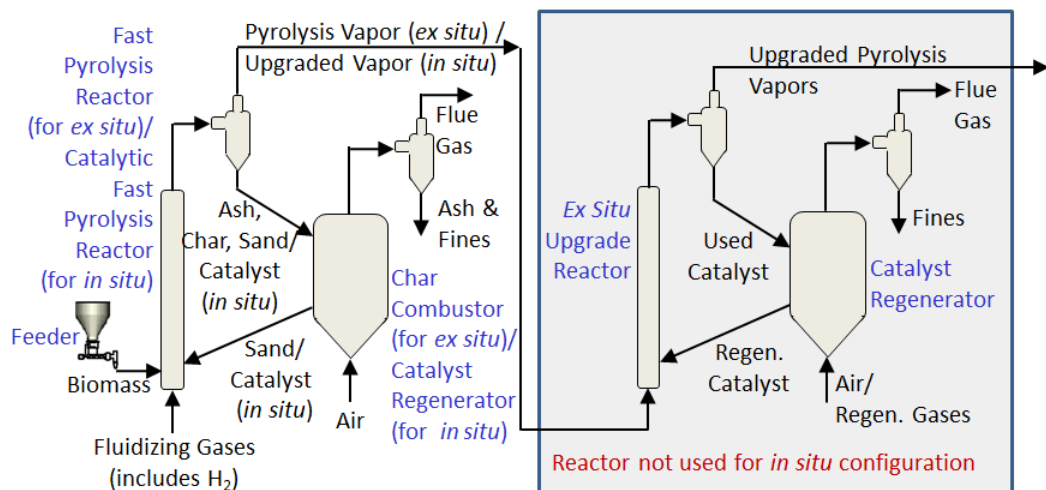 Fast
Pyrolysis
Reactor
(for ex situ)/
Catalytic
Fast
Pyrolysis
Reactor
(for in situ)
Feeder
Biomass
Fluidizing Gases
(includes H₂)
Pyrolysis Vapor (ex situ) /
Upgraded Vapor (in situ)
Flue
Gas
Ash &
Fines
Ash,
Char, Sand/
Catalyst
(in situ)
Sand/
Catalyst
(in situ)
Air
Char
Combustor
(for ex situ)/
Catalyst
Regenerator
(for in situ)
Upgraded Pyrolysis
Vapors
Flue
Gas
Fines
Ex Situ
Upgrade
Reactor
Used
Catalyst
Catalyst
Regenerator
Regen.
Catalyst
Air/
Regen. Gases
Reactor not used for in situ configuration